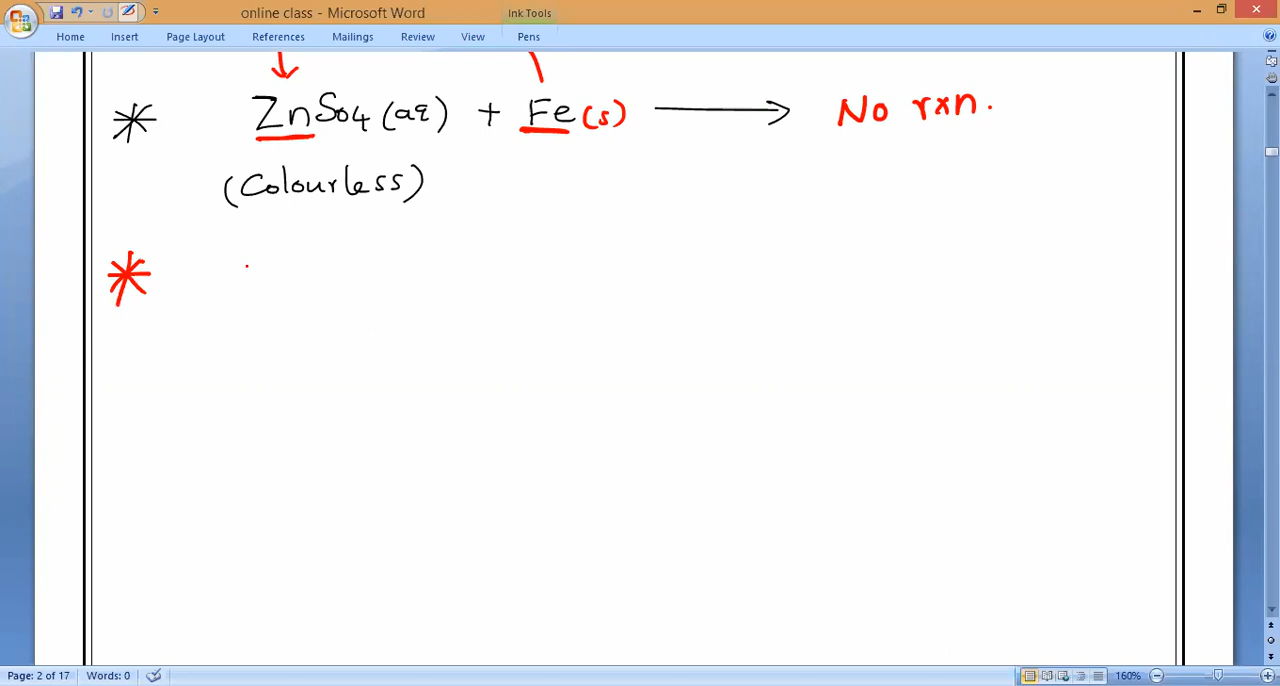 online class - Microsoft Word
Ink Tools
Home Insert Page Layout References Mailings Review View Pens
ZnSo4 (aq) + Fe (s) ⟶ No rxn.
(Colourless)
Page: 2 of 17 Words: 0 160%